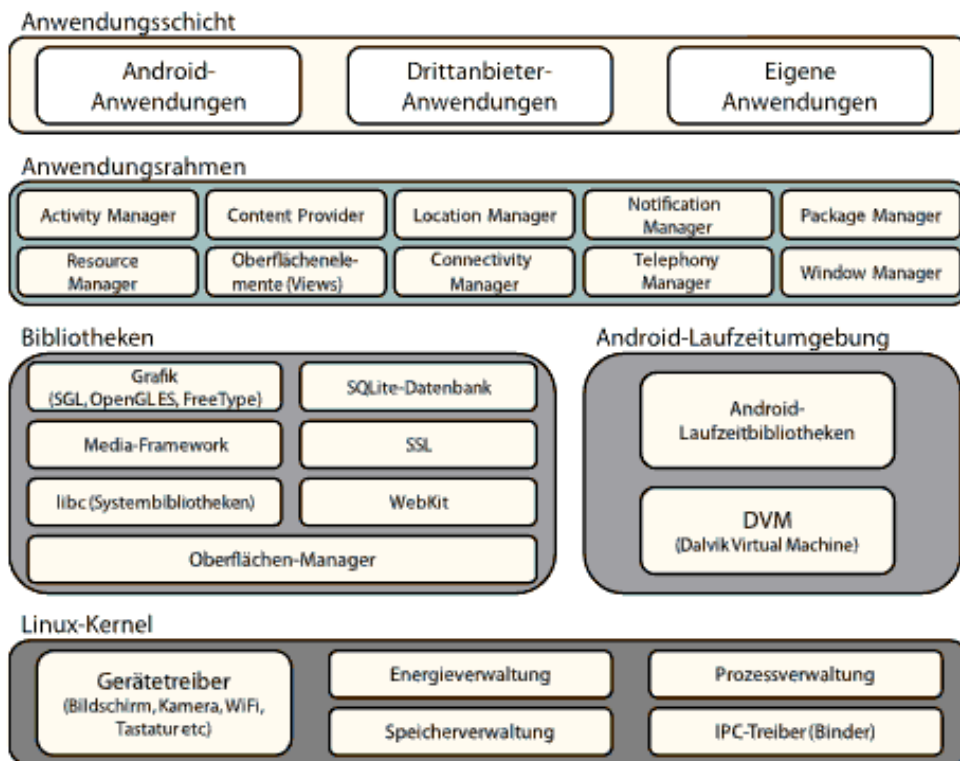 Anwendungsschicht
Android-
Anwendungen
Drittanbieter-
Anwendungen
Eigene
Anwendungen
Anwendungsrahmen
Activity Manager
Content Provider
Location Manager
Notification
Manager
Package Manager
Resource
Manager
Oberflächenele-
mente (Views)
Connectivity
Manager
Telephony
Manager
Window Manager
Bibliotheken
Grafik
(SGL, OpenGL ES, FreeType)
SQLite-Datenbank
Media-Framework
SSL
libc (Systembibliotheken)
WebKit
Oberflächen-Manager
Android-Laufzeitumgebung
Android-
Laufzeitbibliotheken
DVM
(Dalvik Virtual Machine)
Linux-Kernel
Gerätetreiber
(Bildschirm, Kamera, WiFi,
Tastatur etc)
Energieverwaltung
Prozessverwaltung
Speicherverwaltung
IPC-Treiber (Binder)